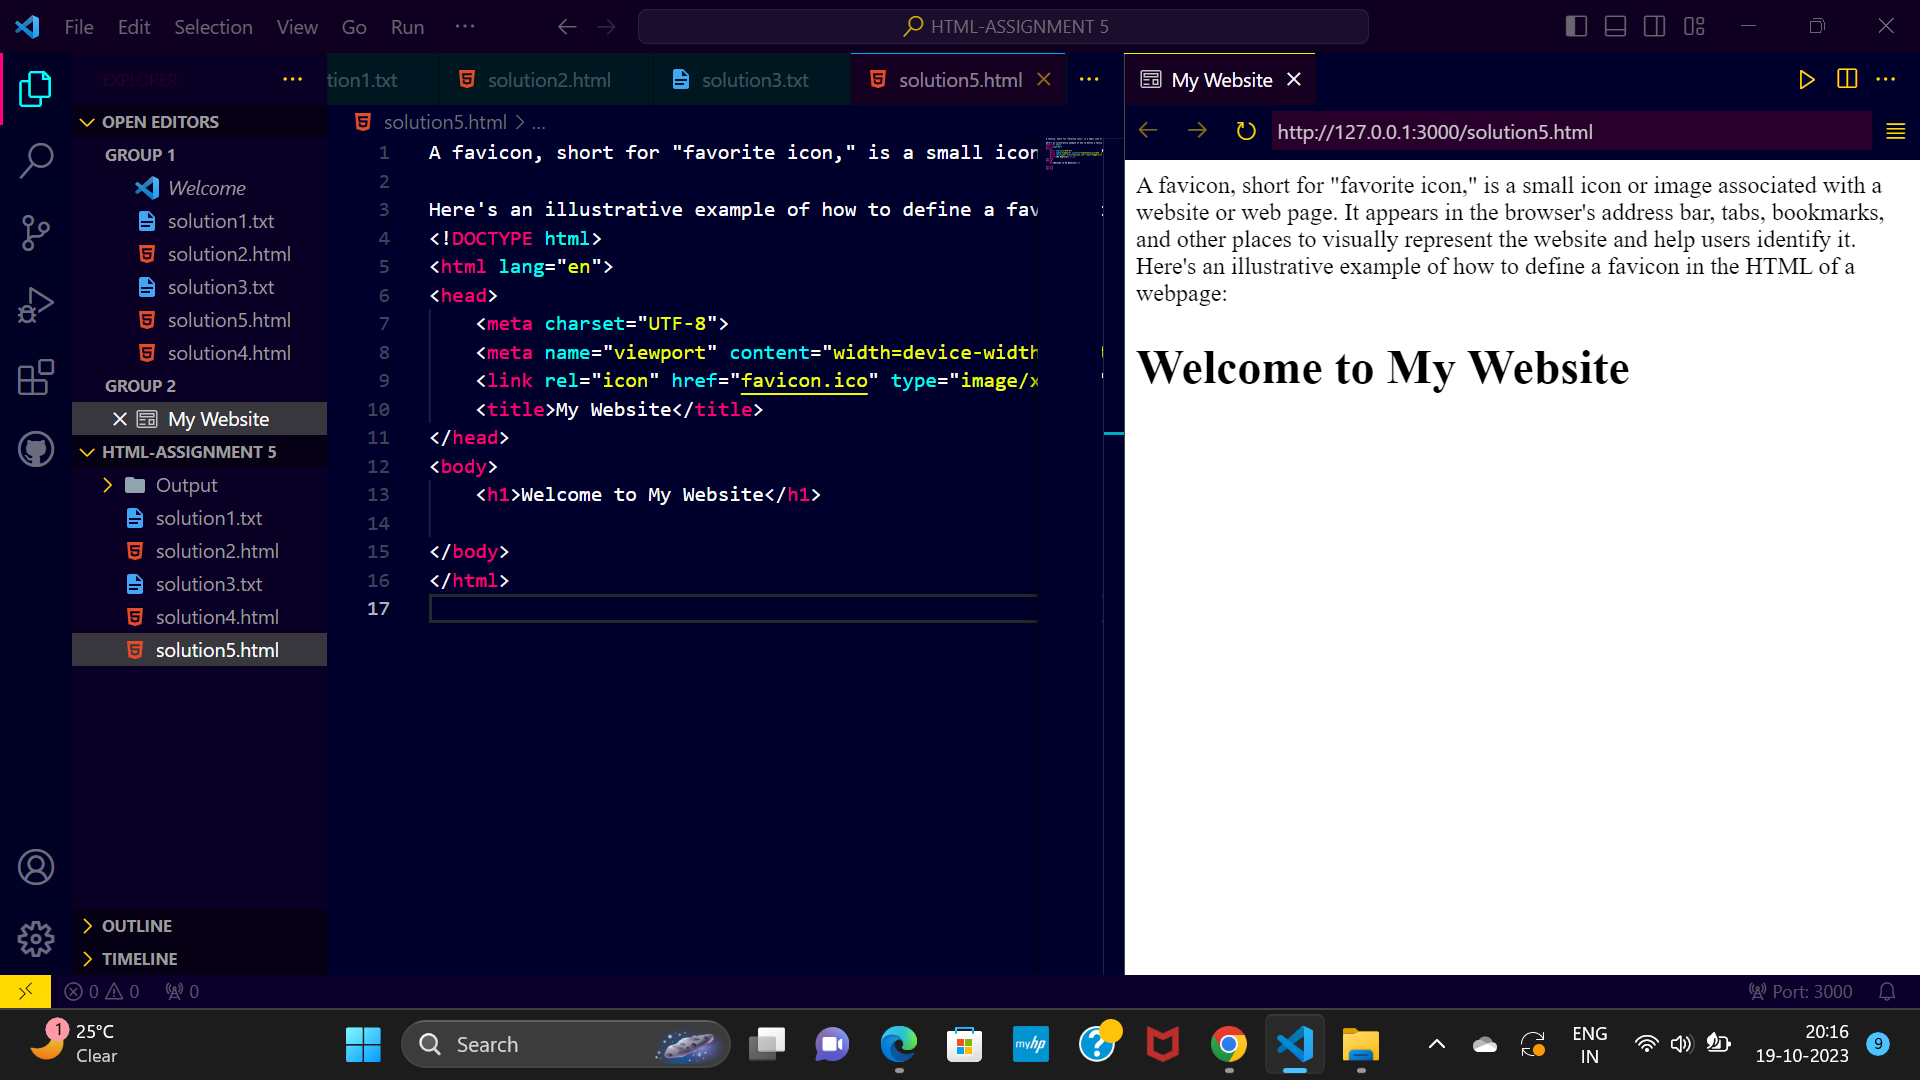 File Edit Selection View Go Run ...
HTML-ASSIGNMENT 5
EXPLORER
OPEN EDITORS
GROUP 1
Welcome
solution1.txt
solution2.html
solution3.txt
solution5.html
solution4.html
GROUP 2
My Website
HTML-ASSIGNMENT 5
Output
solution1.txt
solution2.html
solution3.txt
solution4.html
solution5.html
OUTLINE
TIMELINE
tion1.txt solution2.html solution3.txt solution5.html
solution5.html > ...
1 A favicon, short for "favorite icon," is a small icon
2
3 Here's an illustrative example of how to define a fav
4 <!DOCTYPE html>
5 <html lang="en">
6 <head>
7 <meta charset="UTF-8">
8 <meta name="viewport" content="width=device-width
9 <link rel="icon" href="favicon.ico" type="image/x
10 <title>My Website</title>
11 </head>
12 <body>
13 <h1>Welcome to My Website</h1>
14
15 </body>
16 </html>
17
My Website
http://127.0.0.1:3000/solution5.html
A favicon, short for "favorite icon," is a small icon or image associated with a
website or web page. It appears in the browser's address bar, tabs, bookmarks,
and other places to visually represent the website and help users identify it.
Here's an illustrative example of how to define a favicon in the HTML of a
webpage:
Welcome to My Website
0 0 0
Port: 3000
1
25°C
Clear
Search
myhp
?
ENG
IN
20:16
19-10-2023
9